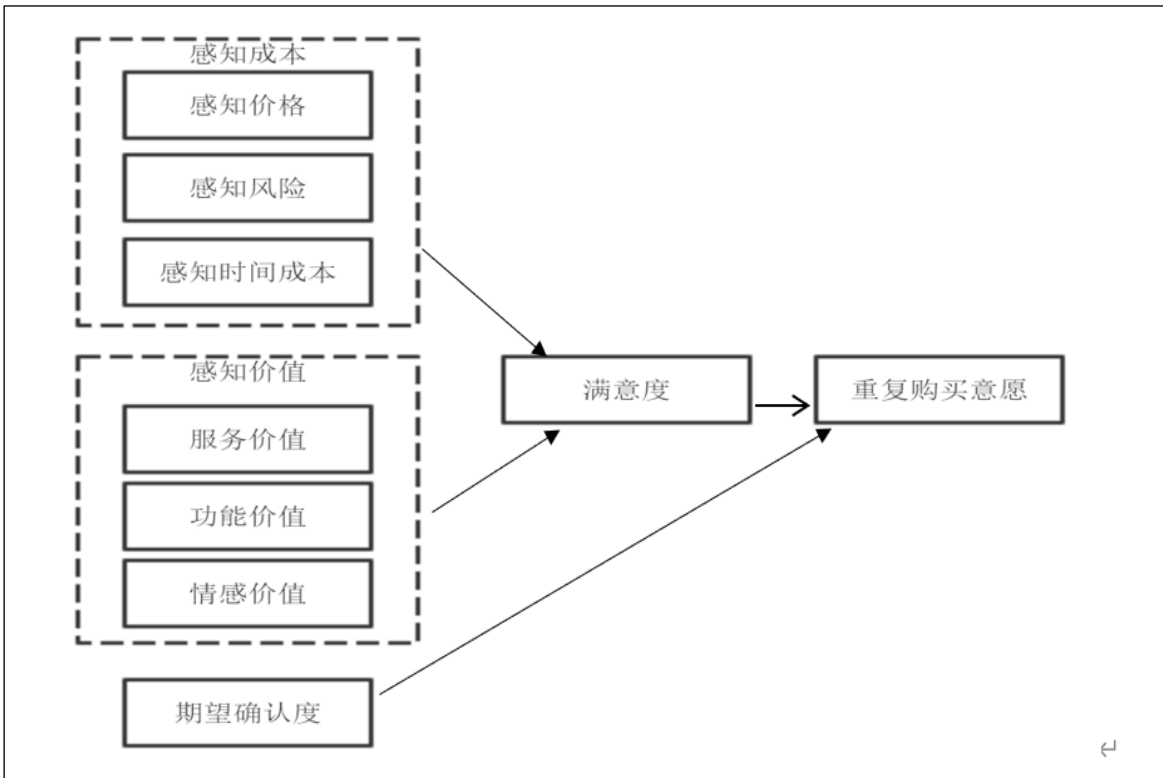 感知成本
感知价格
感知风险
感知时间成本
感知价值
服务价值
功能价值
情感价值
满意度
重复购买意愿
期望确认度